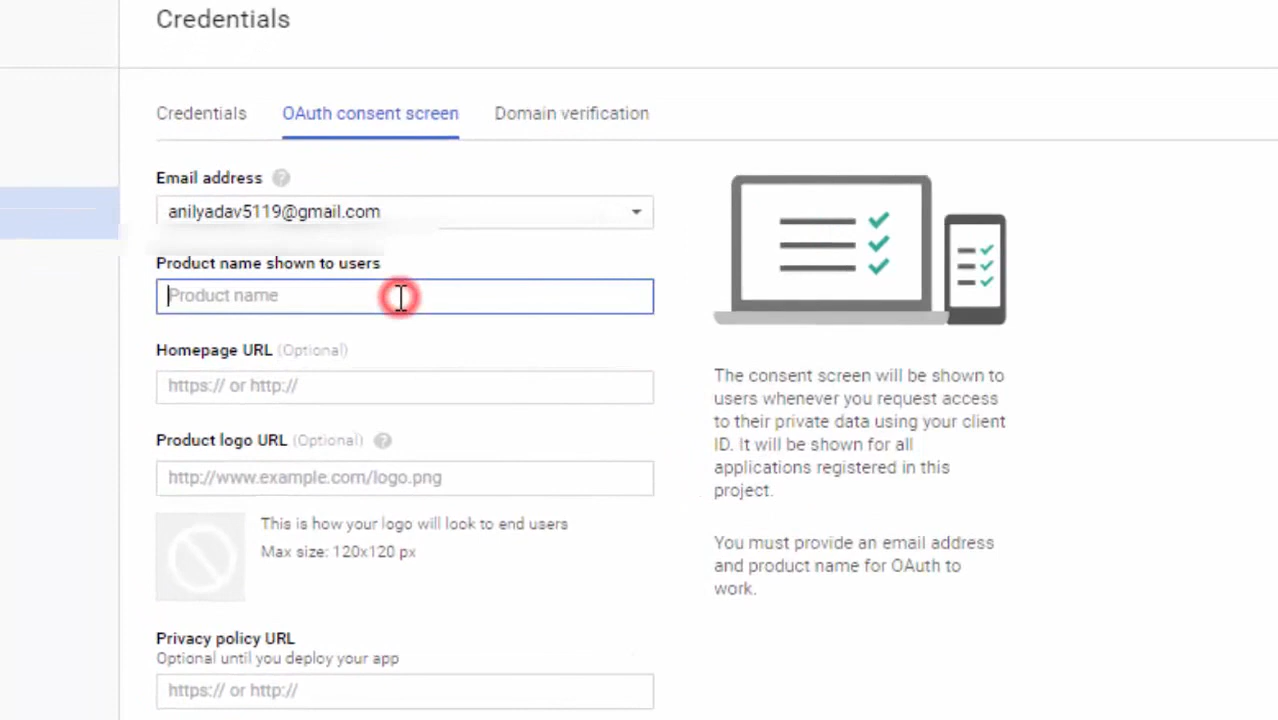 Credentials
Credentials OAuth consent screen Domain verification
Email address ?
anilyadav5119@gmail.com
Product name shown to users
Product name
Homepage URL (Optional)
https:// or http://
Product logo URL (Optional) ?
http://www.example.com/logo.png
This is how your logo will look to end users
Max size: 120x120 px
Privacy policy URL
Optional until you deploy your app
https:// or http://
The consent screen will be shown to
users whenever you request access
to their private data using your client
ID. It will be shown for all
applications registered in this
project.
You must provide an email address
and product name for OAuth to
work.